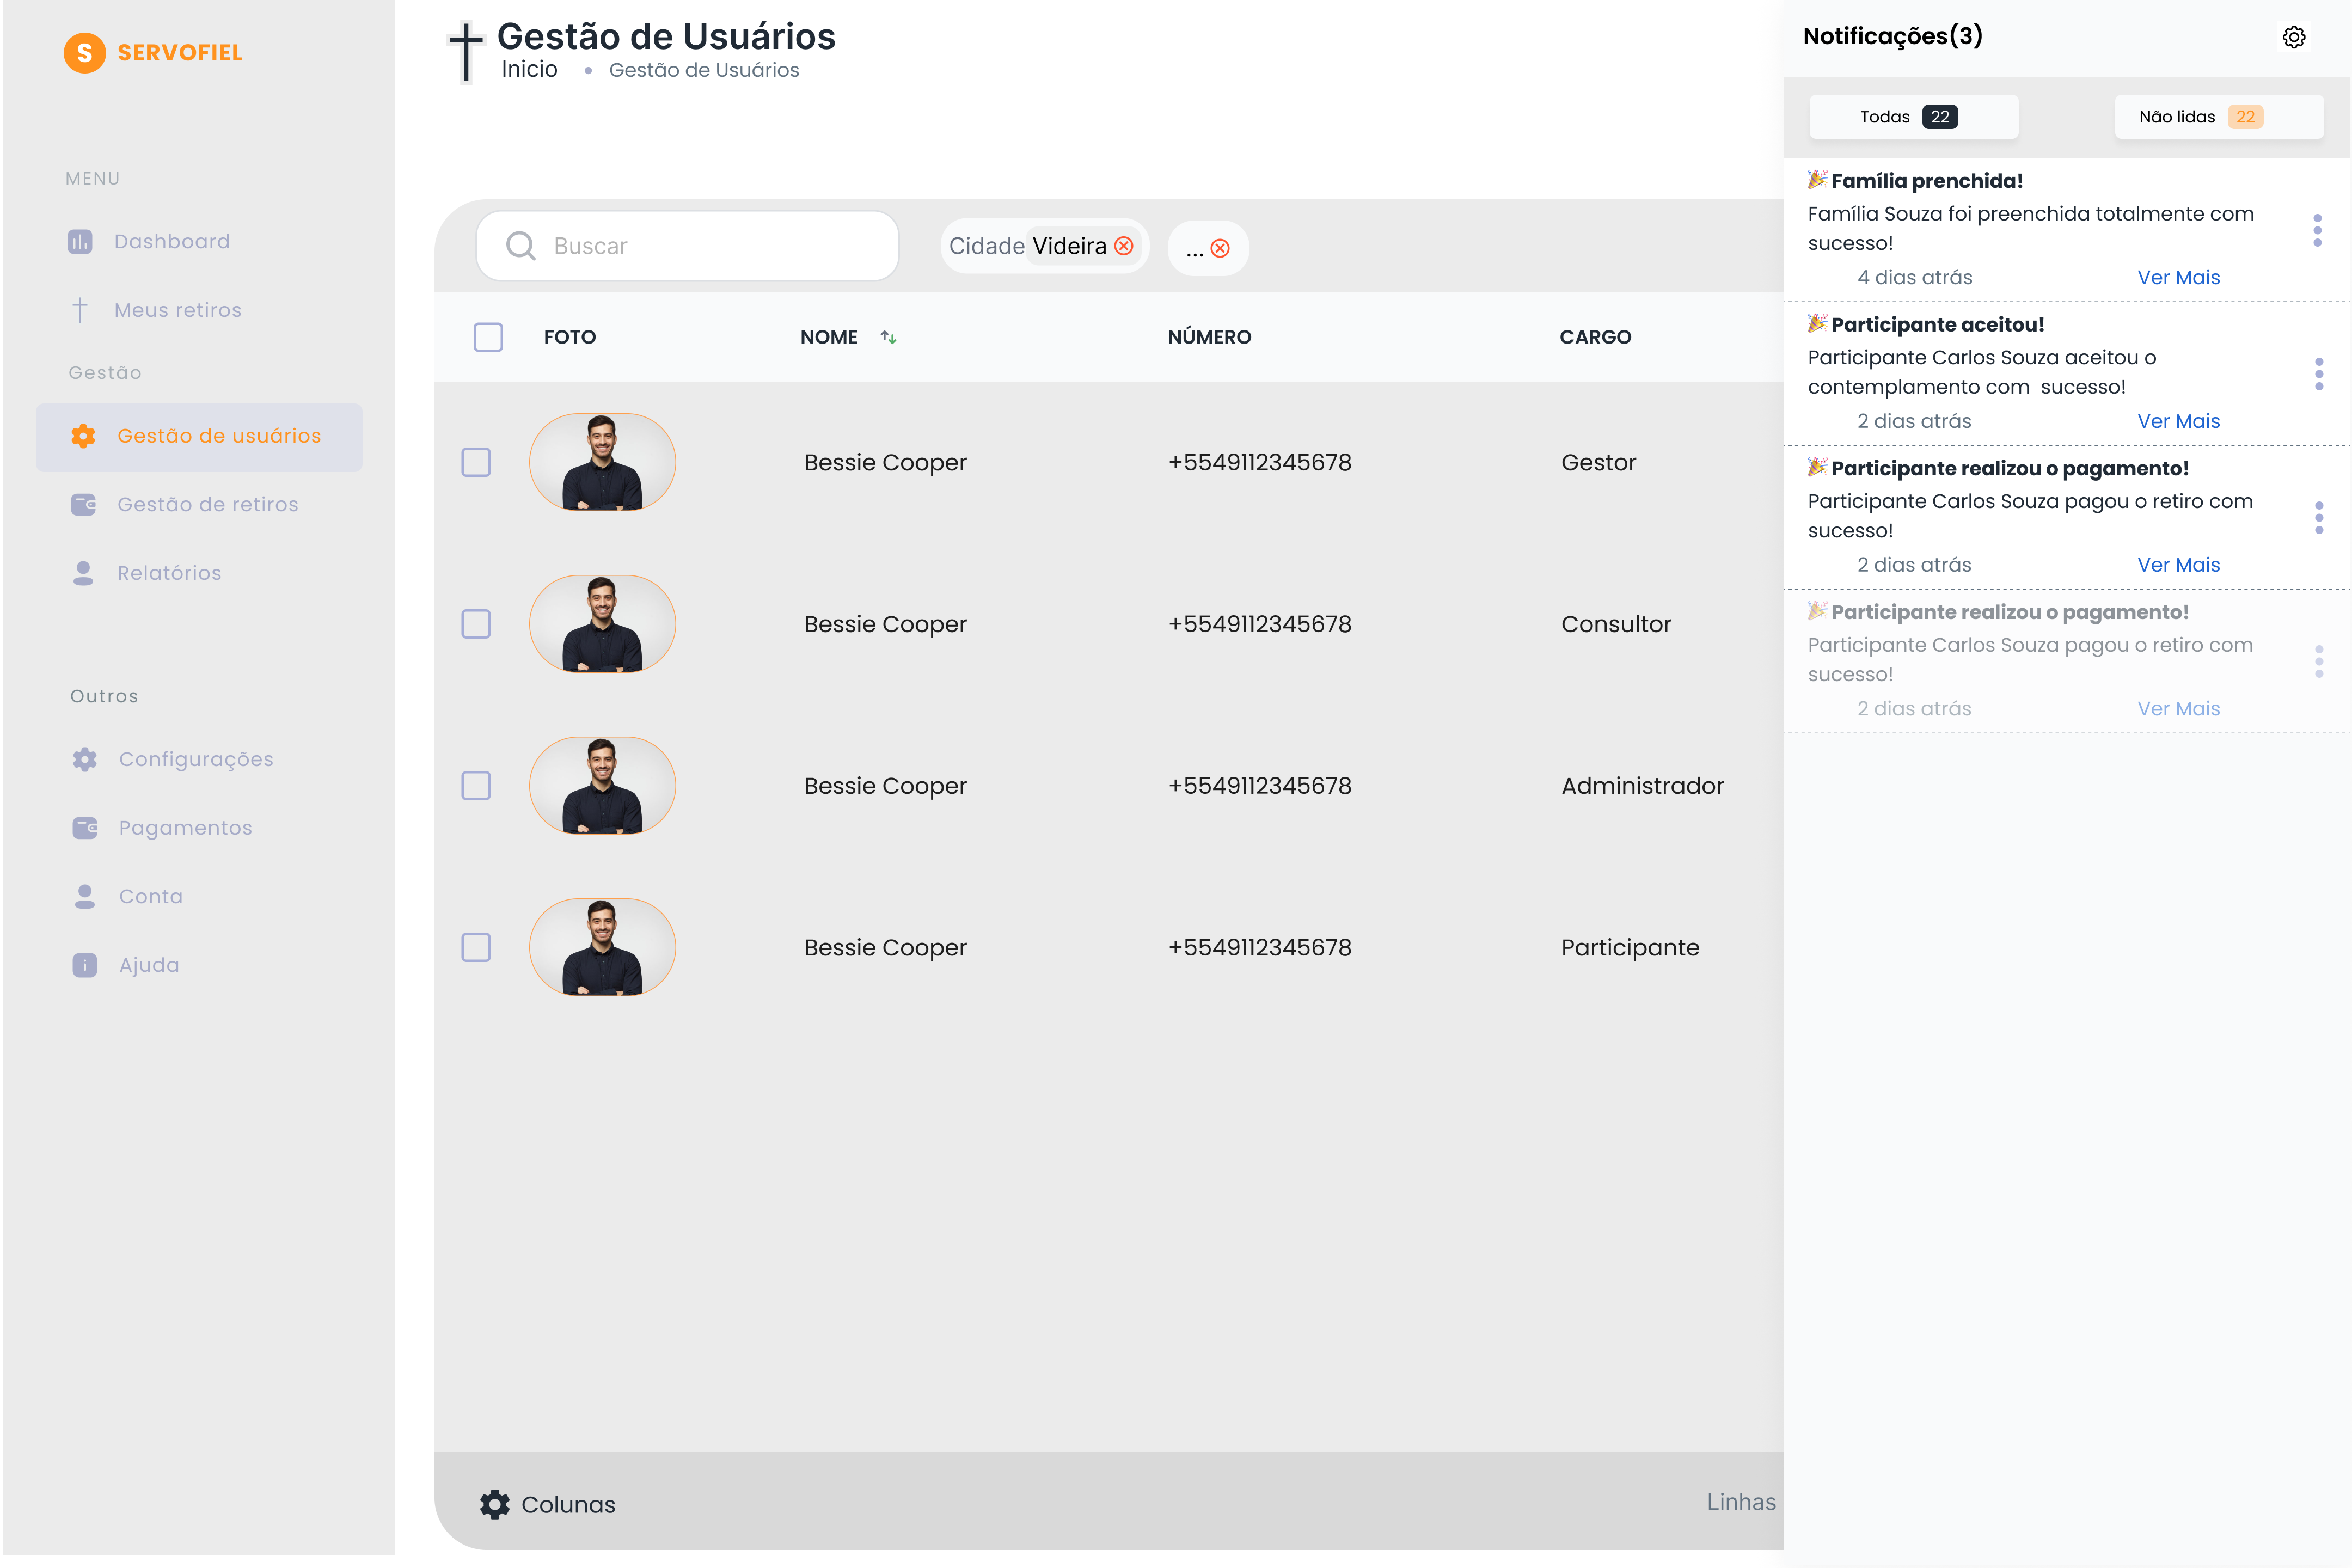 S SERVOFIEL
MENU
Dashboard
Meus retiros
Gestão
Gestão de usuários
Gestão de retiros
Relatórios
Outros
Configurações
Pagamentos
Conta
Ajuda
Gestão de Usuários
Inicio • Gestão de Usuários
Buscar
Cidade Videira
...
FOTO NOME NÚMERO CARGO
Bessie Cooper +5549112345678 Gestor
Bessie Cooper +5549112345678 Consultor
Bessie Cooper +5549112345678 Administrador
Bessie Cooper +5549112345678 Participante
Colunas Linhas
Notificações(3)
Todas 22 Não lidas 22
🎉 Família prenchida!
Família Souza foi preenchida totalmente com
sucesso!
4 dias atrás Ver Mais
🎉 Participante aceitou!
Participante Carlos Souza aceitou o
contemplamento com sucesso!
2 dias atrás Ver Mais
🎉 Participante realizou o pagamento!
Participante Carlos Souza pagou o retiro com
sucesso!
2 dias atrás Ver Mais
🎉 Participante realizou o pagamento!
Participante Carlos Souza pagou o retiro com
sucesso!
2 dias atrás Ver Mais